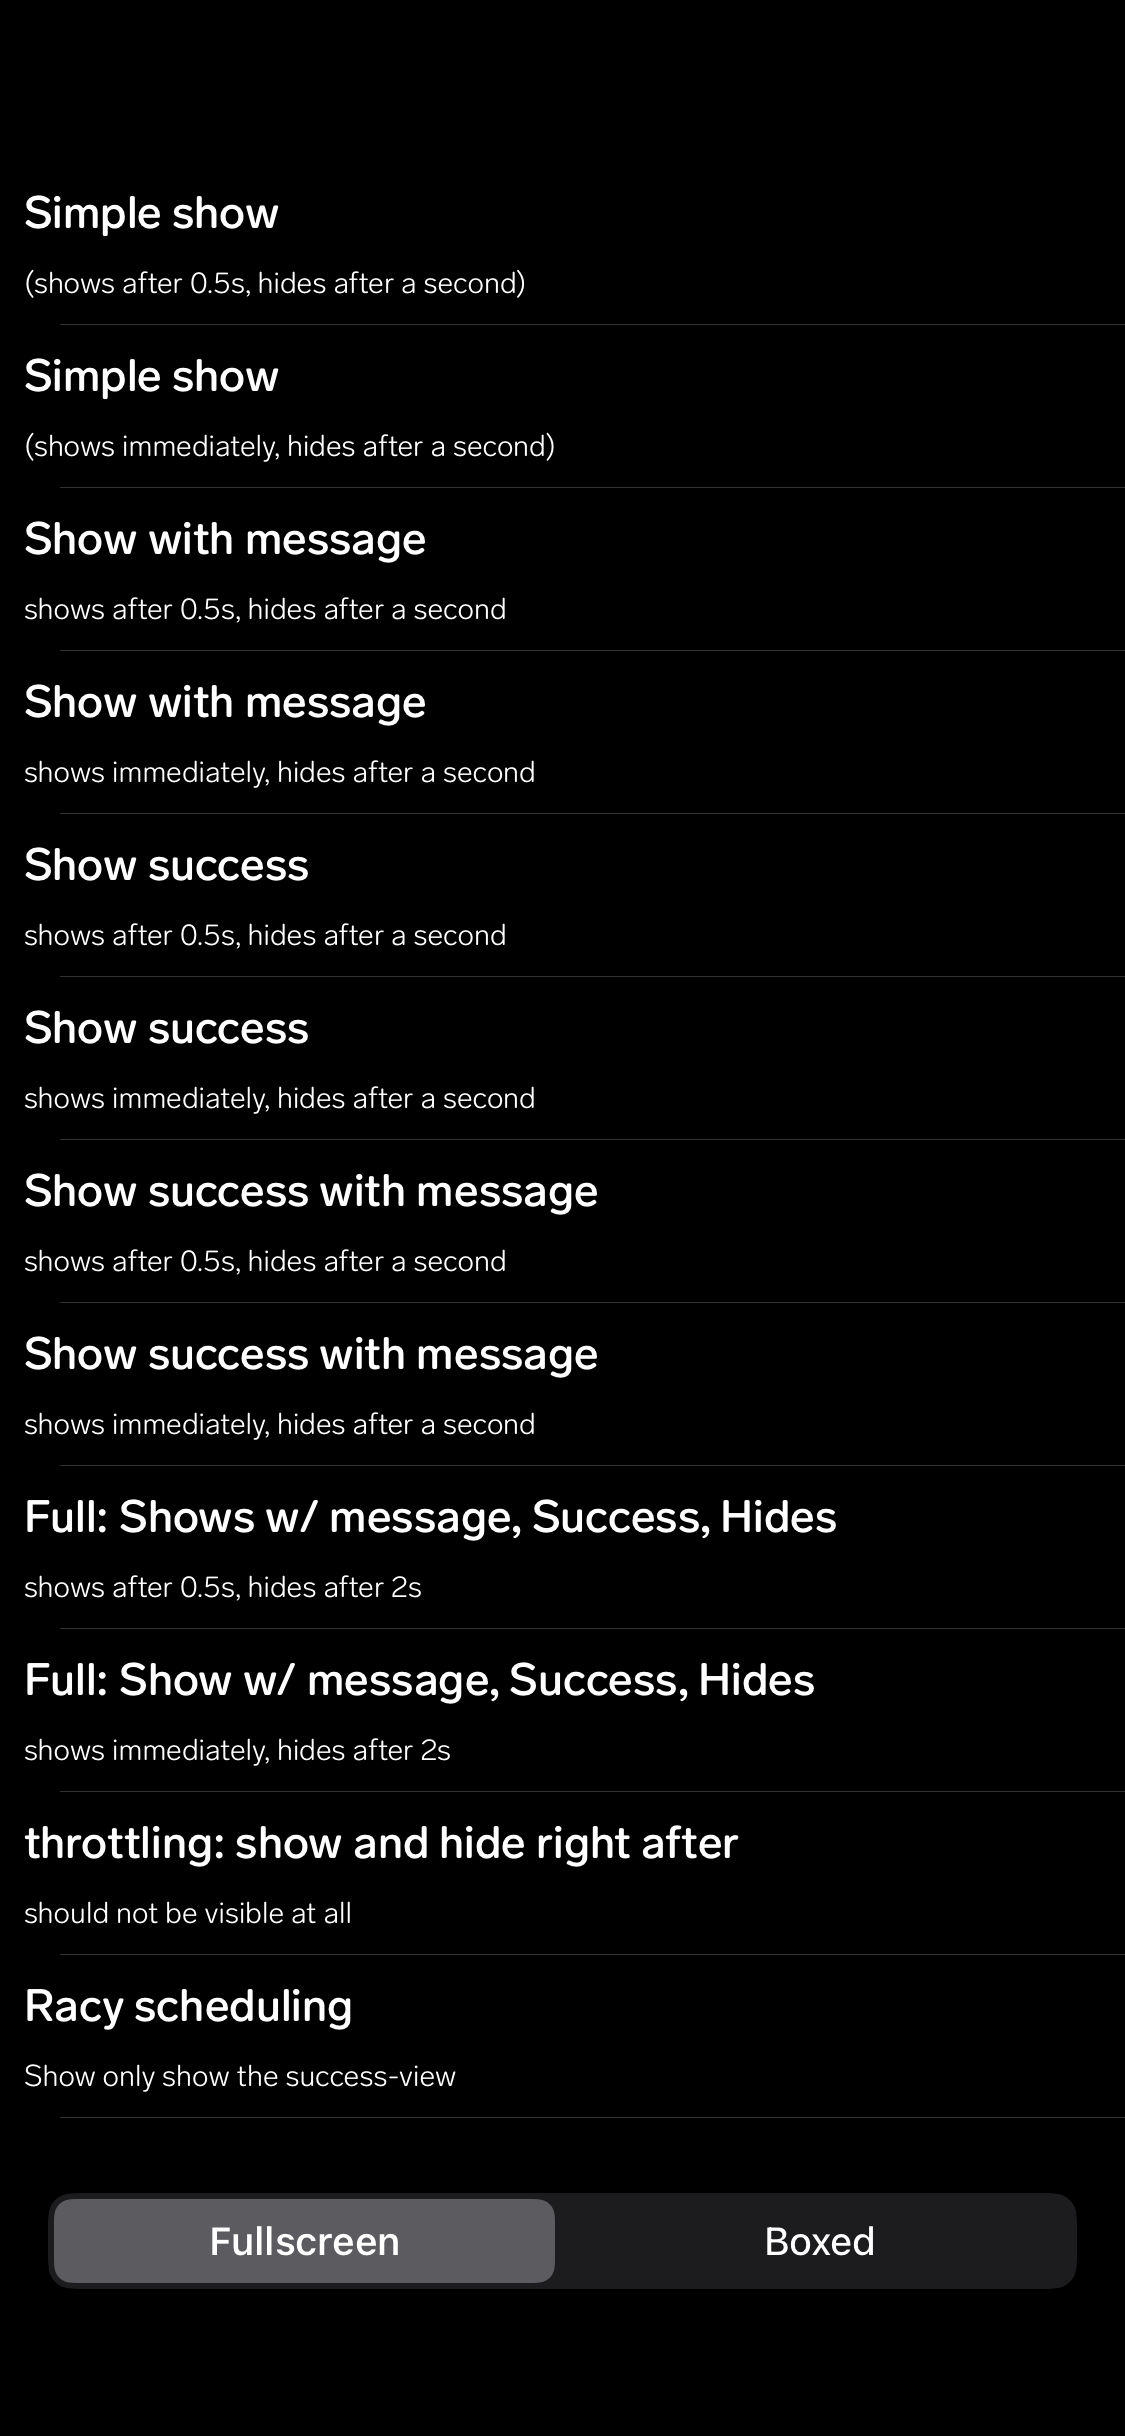 Simple show
(shows after 0.5s, hides after a second)
Simple show
(shows immediately, hides after a second)
Show with message
shows after 0.5s, hides after a second
Show with message
shows immediately, hides after a second
Show success
shows after 0.5s, hides after a second
Show success
shows immediately, hides after a second
Show success with message
shows after 0.5s, hides after a second
Show success with message
shows immediately, hides after a second
Full: Shows w/ message, Success, Hides
shows after 0.5s, hides after 2s
Full: Show w/ message, Success, Hides
shows immediately, hides after 2s
throttling: show and hide right after
should not be visible at all
Racy scheduling
Show only show the success-view
Fullscreen
Boxed